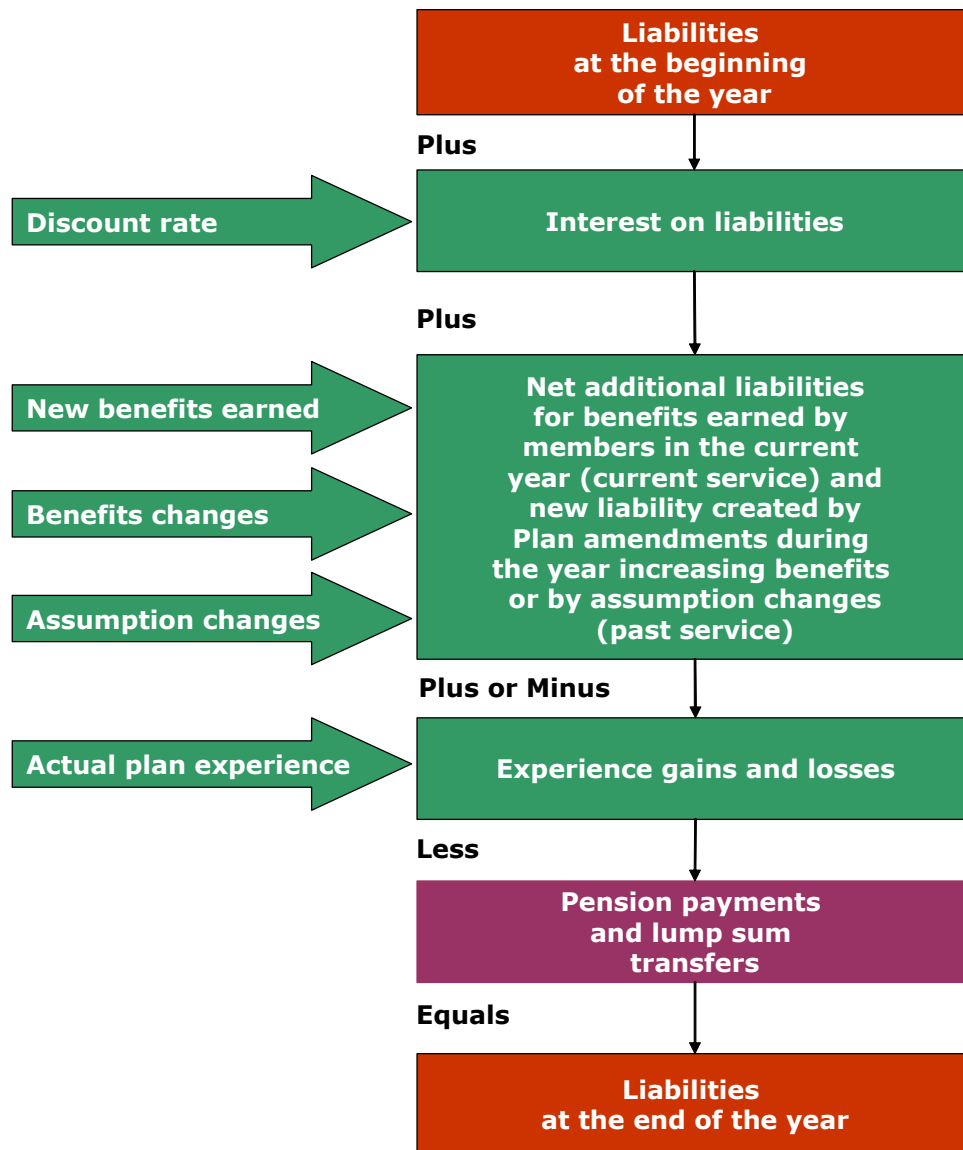 Liabilities
at the beginning
of the year
Plus
Discount rate
Interest on liabilities
Plus
New benefits earned
Benefits changes
Assumption changes
Net additional liabilities
for benefits earned by
members in the current
year (current service) and
new liability created by
Plan amendments during
the year increasing benefits
or by assumption changes
(past service)
Plus or Minus
Actual plan experience
Experience gains and losses
Less
Pension payments
and lump sum
transfers
Equals
Liabilities
at the end of the year